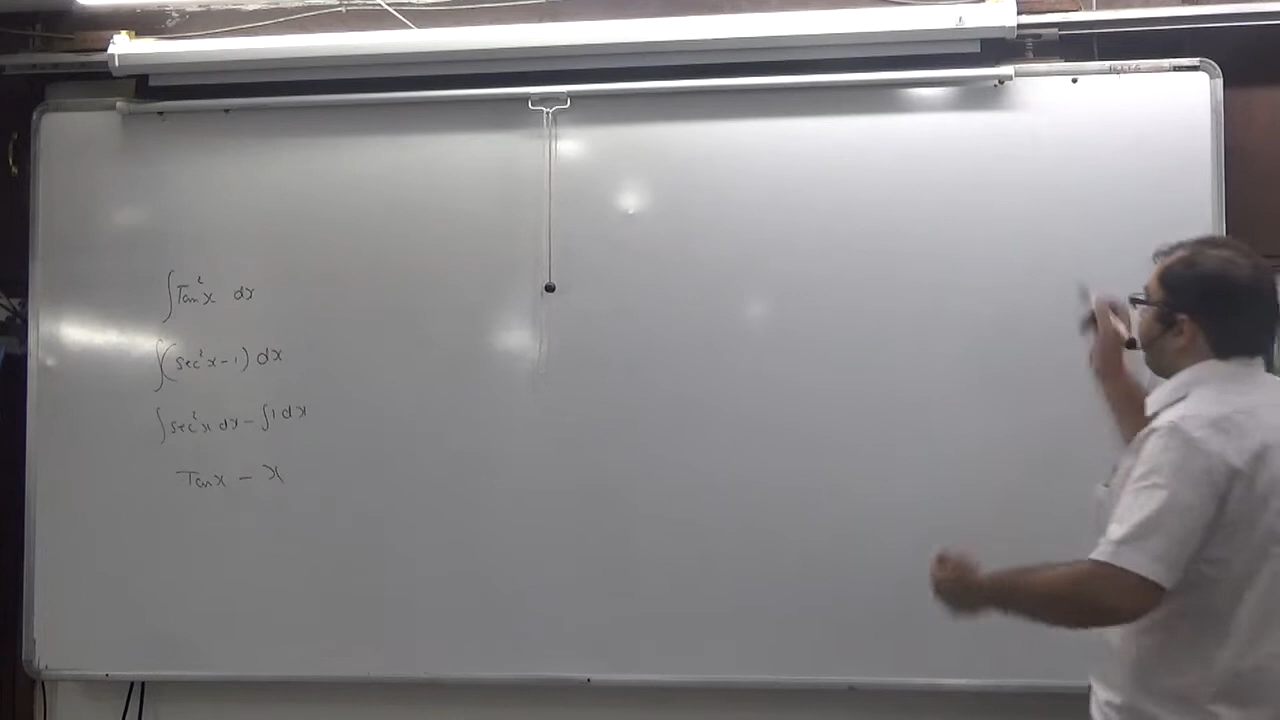 ∫Tan²x dx
∫(sec²x-1) dx
∫sec²x dx - ∫1 dx
Tanx - x